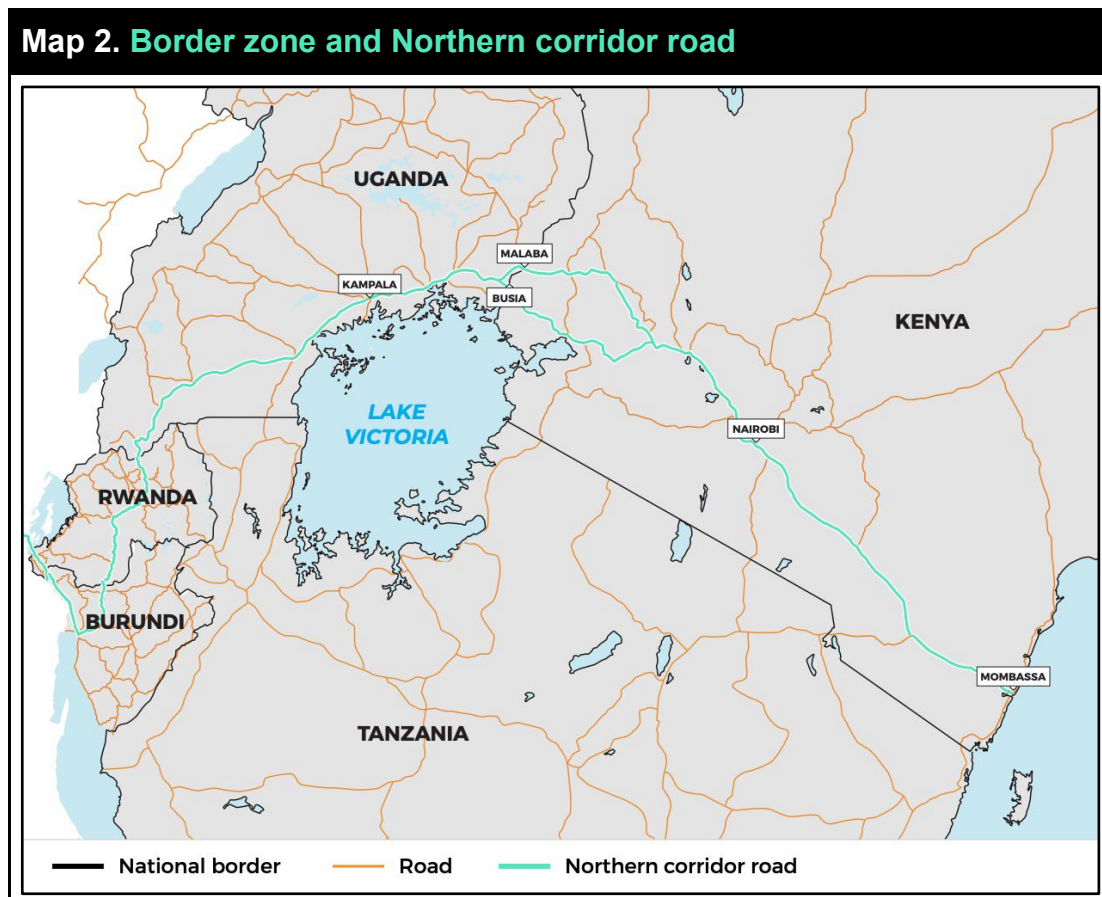 Map 2. Border zone and Northern corridor road
UGANDA
MALABA
KAMPALA
BUSIA
KENYA
LAKE
VICTORIA
NAIROBI
RWANDA
BURUNDI
MOMBASSA
TANZANIA
National border
Road
Northern corridor road